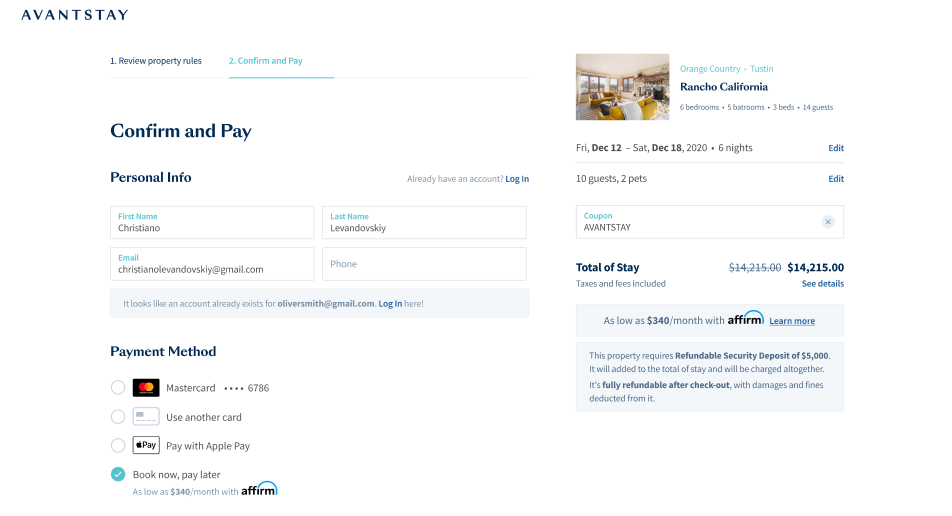 AVANTSTAY
1. Review property rules
2. Confirm and Pay
Confirm and Pay
Personal Info
Already have an account? Log In
First Name
Christiano
Last Name
Levandovskiy
Email
christianolevandovskiy@gmail.com
Phone
It looks like an account already exists for oliversmith@gmail.com. Log In here!
Payment Method
Mastercard •••• 6786
Use another card
Pay
Pay with Apple Pay
Book now, pay later
As low as $340/month with affirm
Orange Country • Tustin
Rancho California
6 bedrooms • 5 batrooms • 3 beds • 14 guests
Fri, Dec 12 – Sat, Dec 18, 2020 • 6 nights
Edit
10 guests, 2 pets
Edit
Coupon
AVANTSTAY
Total of Stay
$14,215.00 $14,215.00
Taxes and fees included
See details
As low as $340/month with affirm Learn more
This property requires Refundable Security Deposit of $5,000.
It will added to the total of stay and will be charged altogether.
It's fully refundable after check-out, with damages and fines
deducted from it.